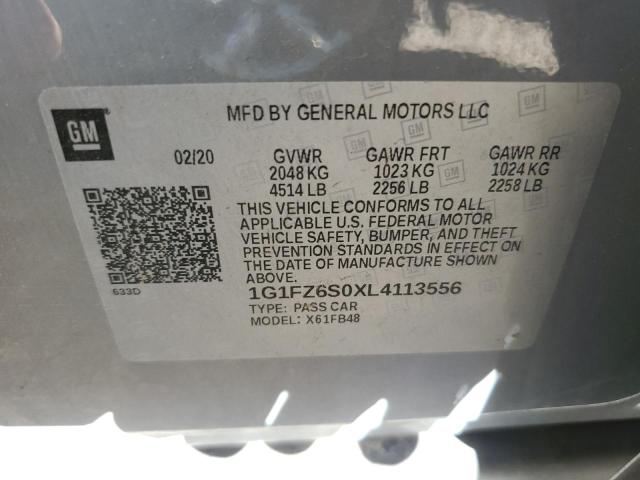 GM
MFD BY GENERAL MOTORS LLC
02/20 GVWR GAWR FRT GAWR RR
2048 KG 1023 KG 1024 KG
4514 LB 2256 LB 2258 LB
THIS VEHICLE CONFORMS TO ALL
APPLICABLE U.S. FEDERAL MOTOR
VEHICLE SAFETY, BUMPER, AND THEFT
PREVENTION STANDARDS IN EFFECT ON
THE DATE OF MANUFACTURE SHOWN
ABOVE.
633D
1G1FZ6S0XL4113556
TYPE: PASS CAR
MODEL: X61FB48